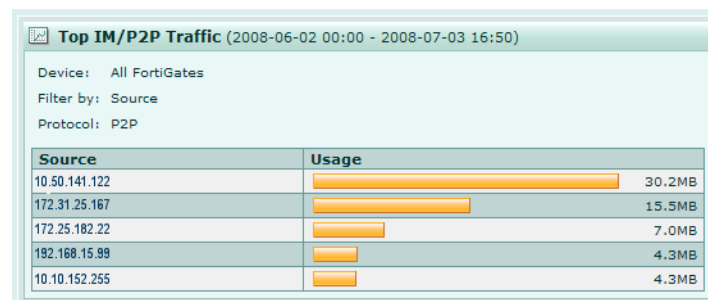 Top IM/P2P Traffic (2008-06-02 00:00 - 2008-07-03 16:50)
Device: All FortiGates
Filter by: Source
Protocol: P2P
Source Usage
10.50.141.122 30.2MB
172.31.25.167 15.5MB
172.25.182.22 7.0MB
192.168.15.99 4.3MB
10.10.152.255 4.3MB